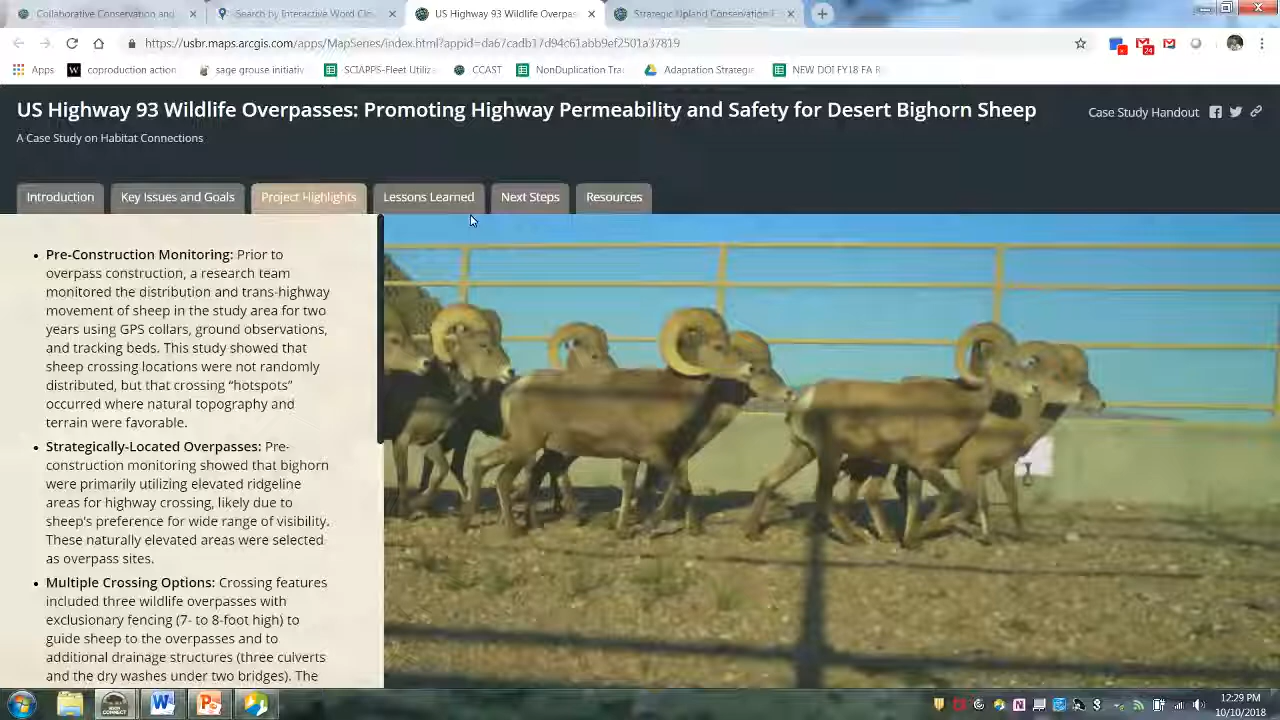 Collaborative Conservation and
Search by Interactive Word Clo
US Highway 93 Wildlife Overpas
Strategic Upland Conservation E
https://usbr.maps.arcgis.com/apps/MapSeries/index appid=da67cadb17d94c61abb9ef2501a37819
24
Apps
coproduction action
sage grouse initiativ
SCIAPPS-Fleet Utiliz
CCAST
NonDuplication Tra
Adaptation Strategie
NEW DOI FY18 FA R
US Highway 93 Wildlife Overpasses: Promoting Highway Permeability and Safety for Desert Bighorn Sheep
Case Study Handout
A Case Study on Habitat Connections
Introduction
Key Issues and Goals
Project Highlights
Lessons Learned
Next Steps
Resources
• Pre-Construction Monitoring: Prior to
overpass construction, a research team
monitored the distribution and trans-highway
movement of sheep in the study area for two
years using GPS collars, ground observations,
and tracking beds. This study showed that
sheep crossing locations were not randomly
distributed, but that crossing “hotspots”
occurred where natural topography and
terrain were favorable.
• Strategically-Located Overpasses: Pre-
construction monitoring showed that bighorn
were primarily utilizing elevated ridgeline
areas for highway crossing, likely due to
sheep's preference for wide range of visibility.
These naturally elevated areas were selected
as overpass sites.
• Multiple Crossing Options: Crossing features
included three wildlife overpasses with
exclusionary fencing (7- to 8-foot high) to
guide sheep to the overpasses and to
additional drainage structures (three culverts
and the dry washes under two bridges). The
12:29 PM
10/10/2018